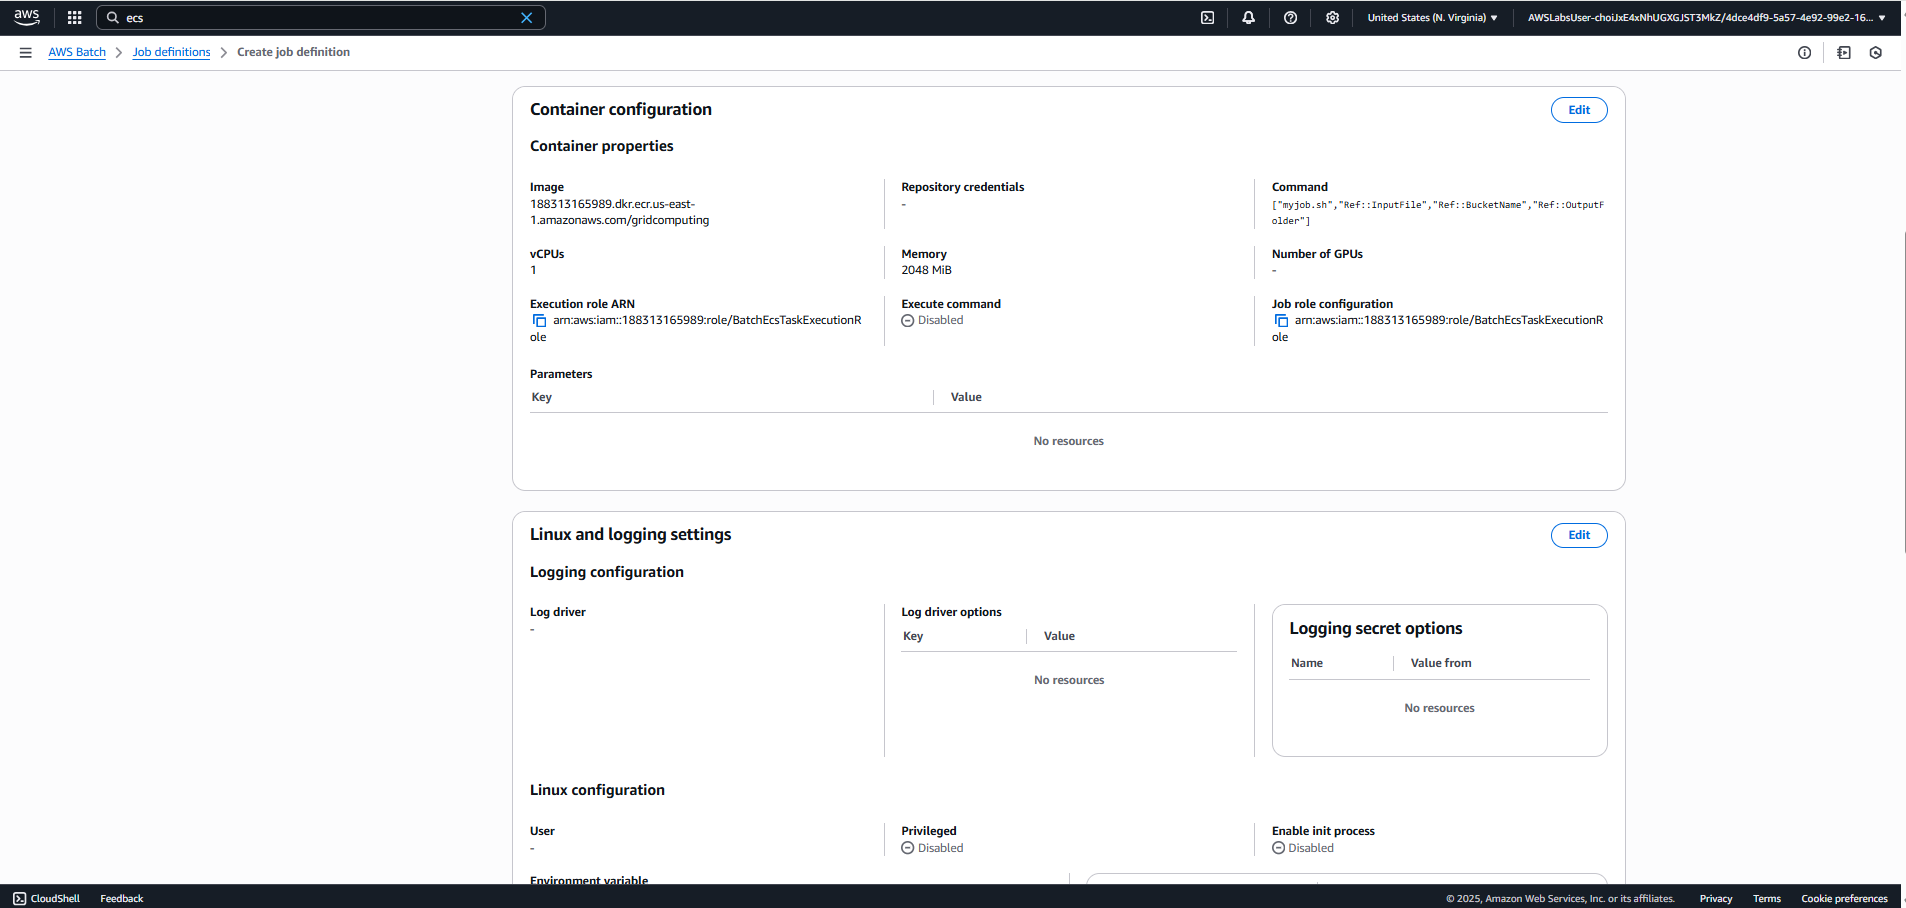 aws
ecs
United States (N. Virginia)
AWSLabsUser-choiJxE4xNhUGXGJST3MkZ/4dce4df9-5a57-4e92-99e2-16...
AWS Batch
Job definitions
Create job definition
Container configuration
Edit
Container properties
Image
188313165989.dkr.ecr.us-east-
1.amazonaws.com/gridcomputing
Repository credentials
-
Command
["myjob.sh","Ref::InputFile","Ref::BucketName","Ref::OutputF
older"]
vCPUs
1
Memory
2048 MiB
Number of GPUs
-
Execution role ARN
arn:aws:iam::188313165989:role/BatchEcsTaskExecutionR
ole
Execute command
Disabled
Job role configuration
arn:aws:iam::188313165989:role/BatchEcsTaskExecutionR
ole
Parameters
Key
Value
No resources
Linux and logging settings
Edit
Logging configuration
Log driver
-
Log driver options
Key
Value
No resources
Logging secret options
Name
Value from
No resources
Linux configuration
User
-
Privileged
Disabled
Enable init process
Disabled
Environment variable
CloudShell
Feedback
© 2025, Amazon Web Services, Inc. or its affiliates.
Privacy
Terms
Cookie preferences